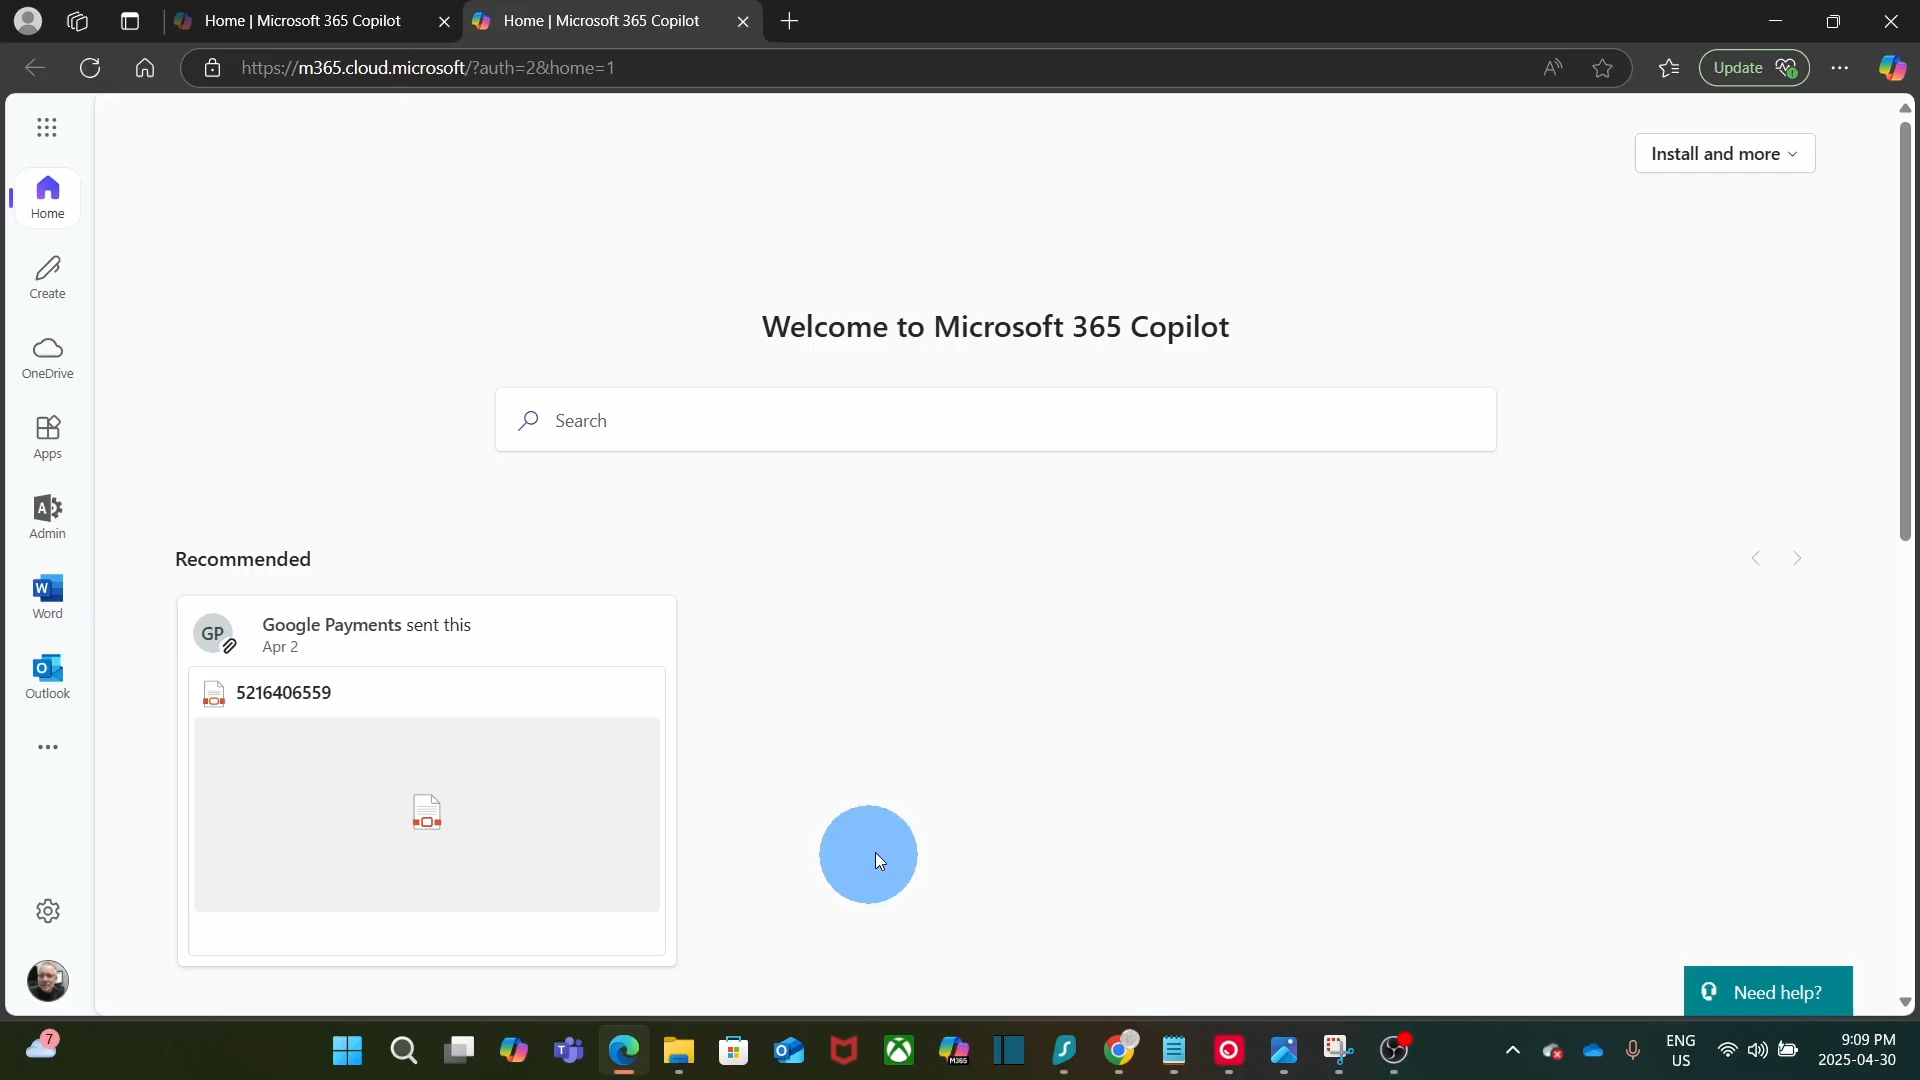 Home | Microsoft 365 Copilot
Home | Microsoft 365 Copilot
https://m365.cloud.microsoft/?auth=2&home=1
Update
Install and more
Home
Create
OneDrive
Apps
Admin
Word
Outlook
Welcome to Microsoft 365 Copilot
Search
Recommended
GP
Google Payments sent this
Apr 2
5216406559
Need help?
7
M365
ENG
US
9:09 PM
2025-04-30